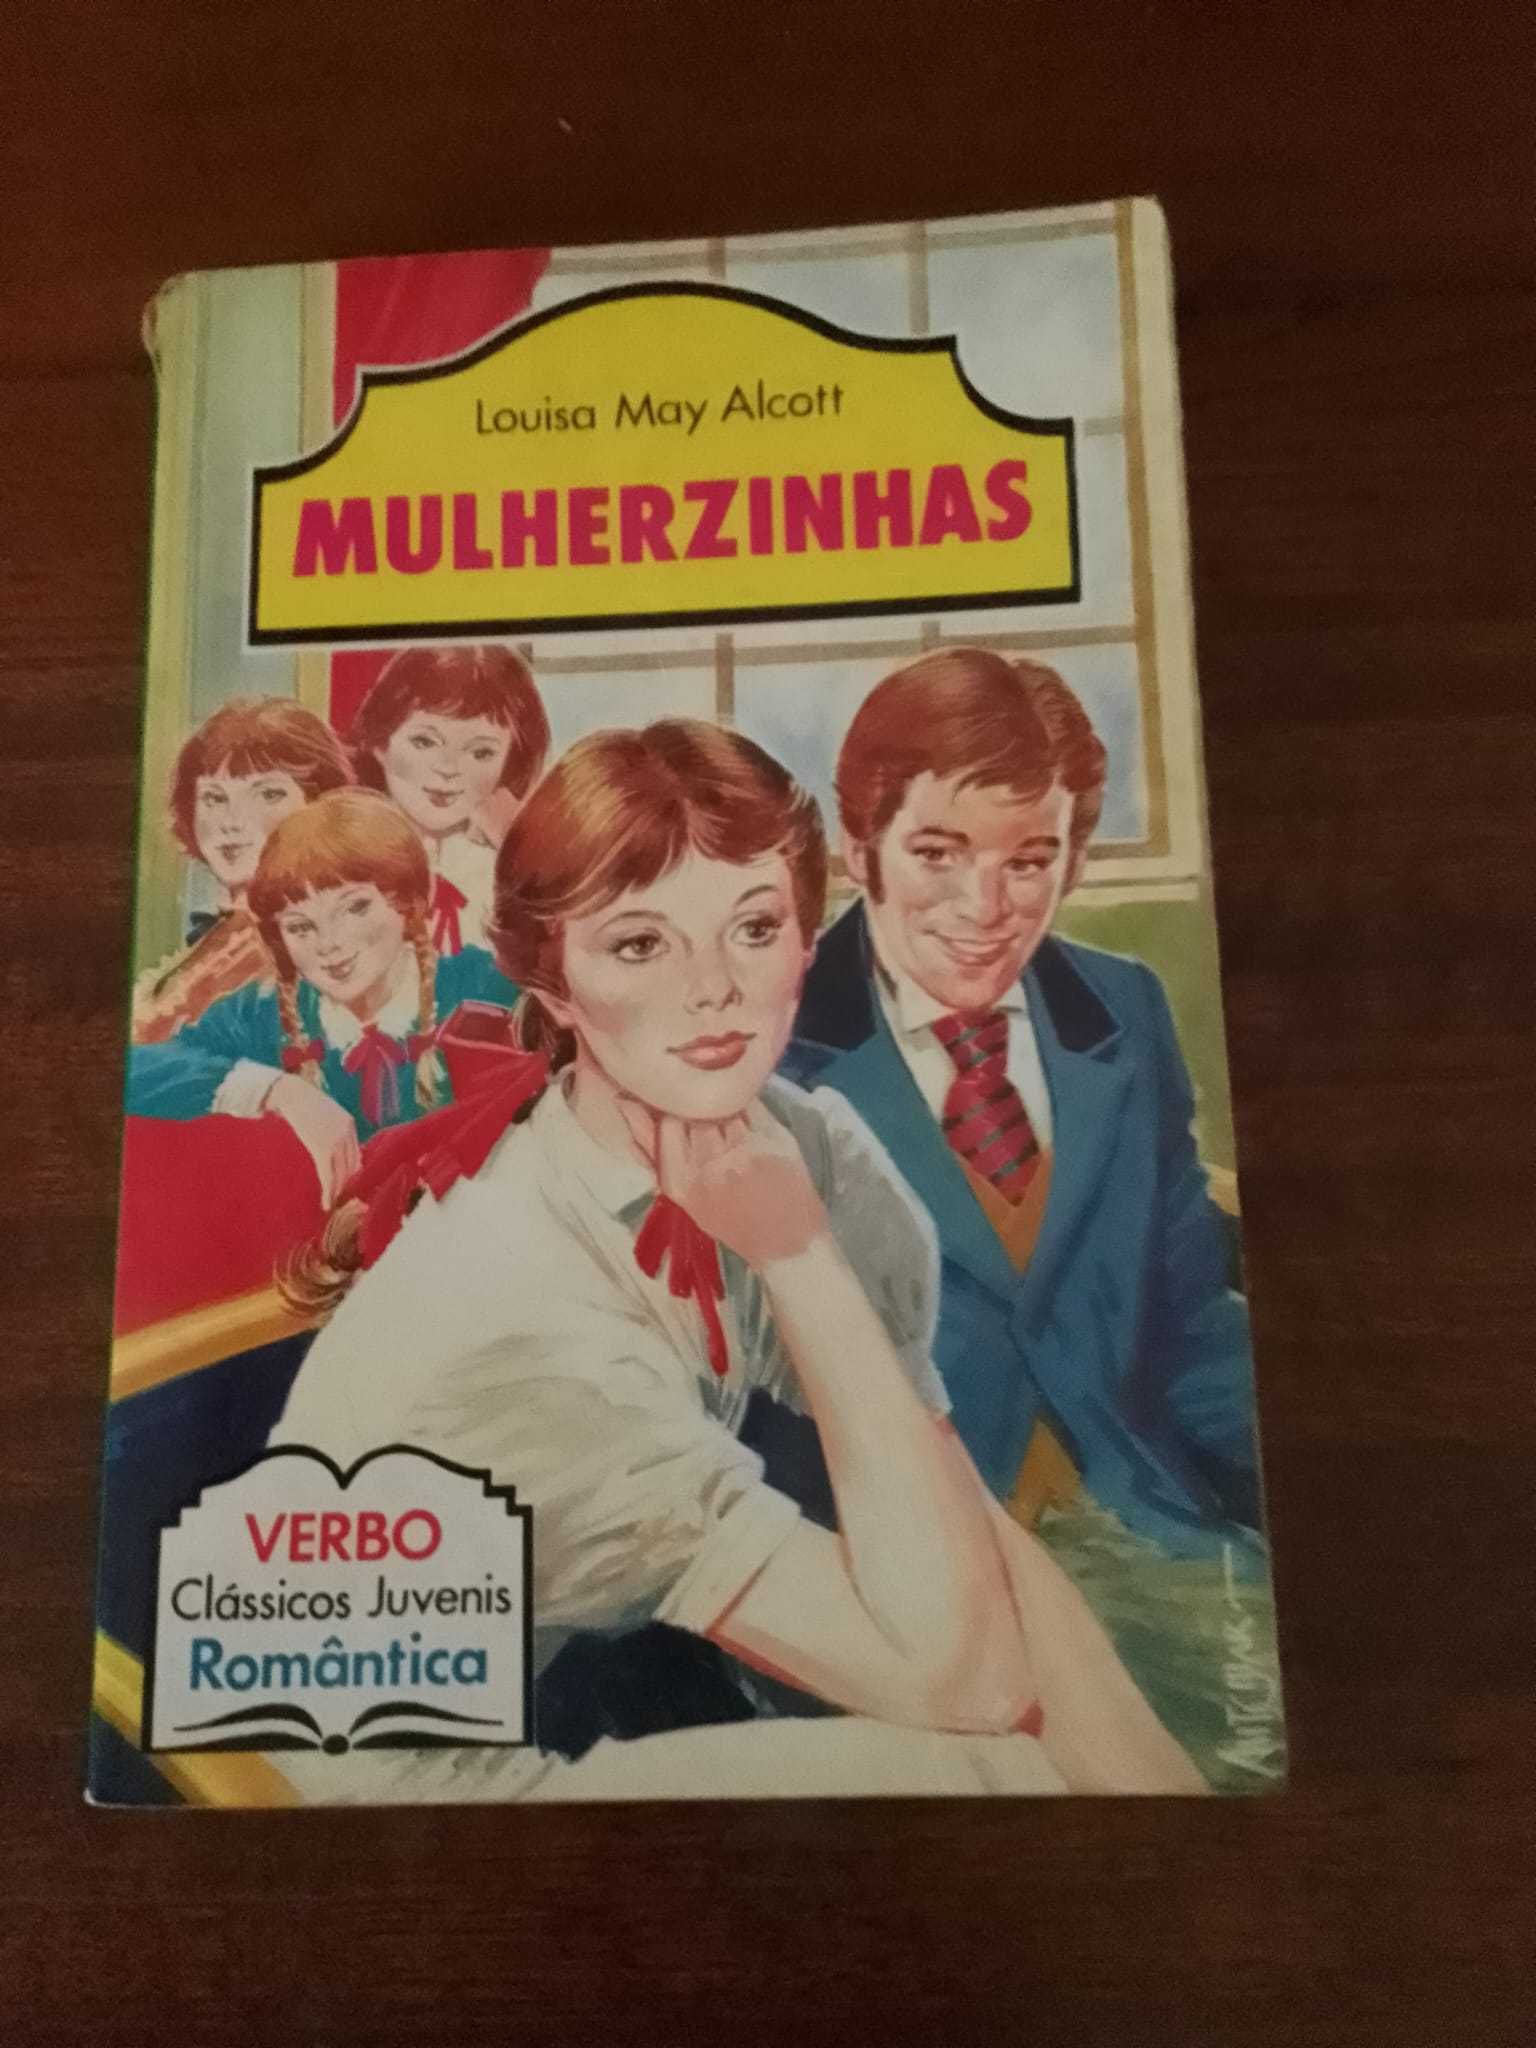 Louisa May Alcott
MULHERZINHAS
VERBO
Clássicos Juvenis
Romântica